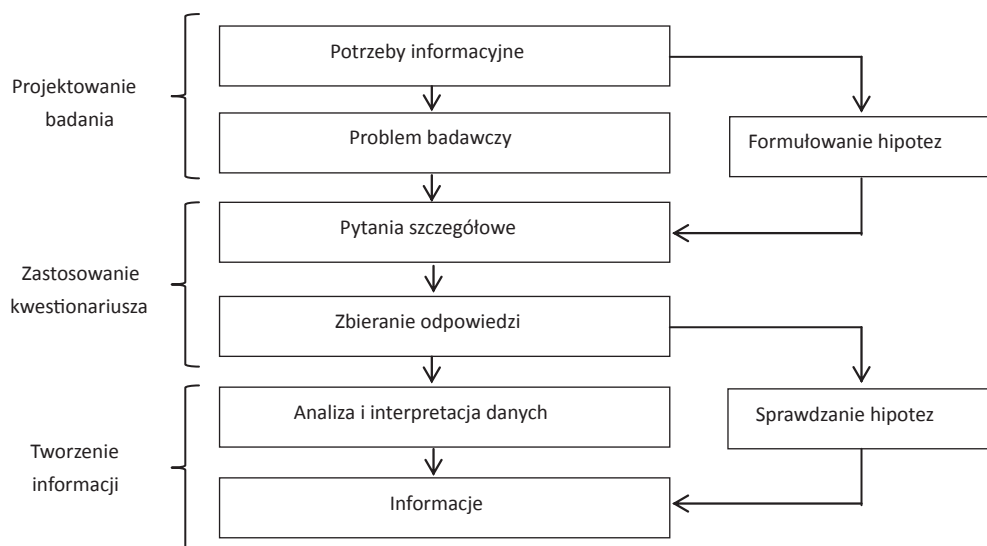 Potrzeby informacyjne
Projektowanie
badania
Problem badawczy
Formułowanie hipotez
Pytania szczegółowe
Zastosowanie
kwestionariusza
Zbieranie odpowiedzi
Analiza i interpretacja danych
Sprawdzanie hipotez
Tworzenie
informacji
Informacje